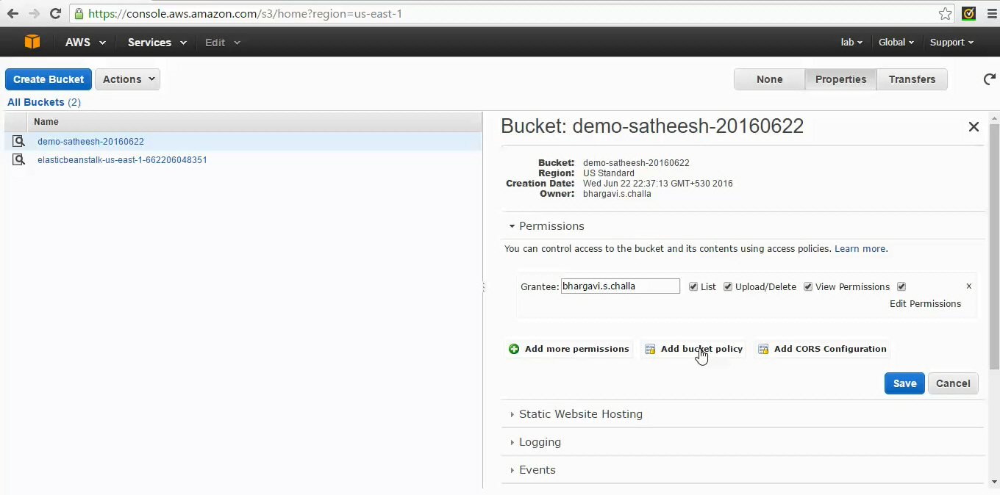 https://console.aws.amazon.com/s3/home?region=us-east-1
AWS Services Edit lab Global Support
Create Bucket Actions None Properties Transfers
All Buckets (2)
Name
demo-satheesh-20160622
elasticbeanstalk-us-east-1-662206048351
Bucket: demo-satheesh-20160622 ×
Bucket: demo-satheesh-20160622
Region: US Standard
Creation Date: Wed Jun 22 22:37:13 GMT+530 2016
Owner: bhargavi.s.challa
Permissions
You can control access to the bucket and its contents using access policies. Learn more.
Grantee: bhargavi.s.challa List Upload/Delete View Permissions x
Edit Permissions
Add more permissions Add bucket policy Add CORS Configuration
Save Cancel
Static Website Hosting
Logging
Events